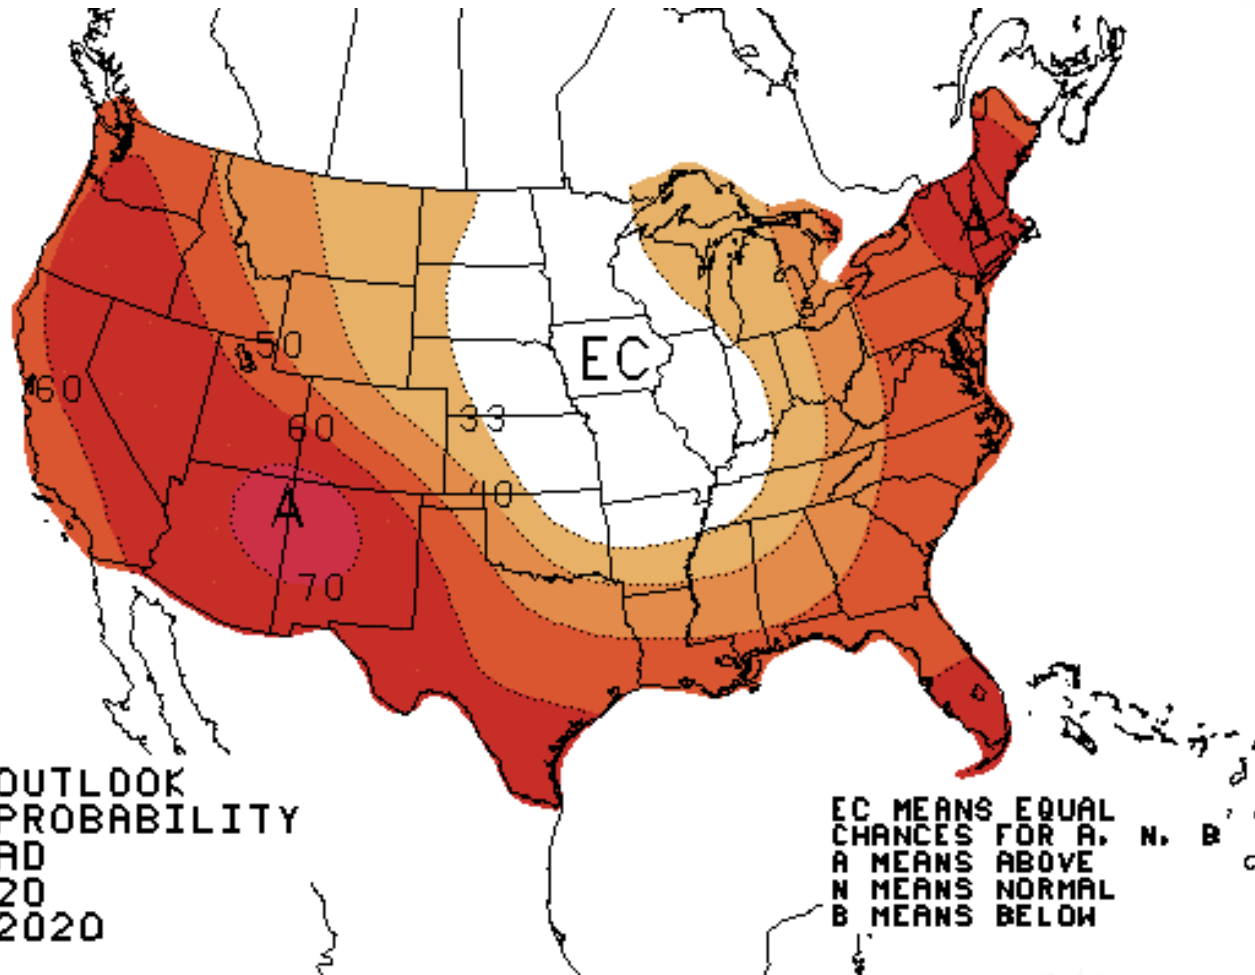 A
50
EC
60
60
33
40
A
70
OUTLOOK
PROBABILITY
AD
20
2020
EC MEANS EQUAL
CHANCES FOR A, N, B
A MEANS ABOVE
N MEANS NORMAL
B MEANS BELOW